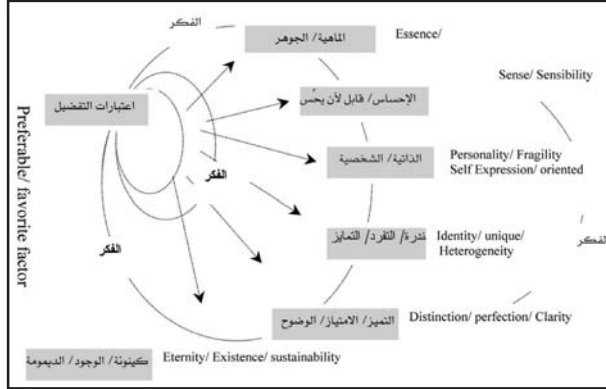 الفكر
الماهية/ الجوهر
Essence/
Sense/ Sensibility
اعتبارات التفضيل
الإحساس/ قابل لأن يحُس
Preferable/ favorite factor
الذاتية/ الشخصية
Personality/ Fragility
Self Expression/ oriented
الفكر
ندرة/ التفرد/ التمايز
Identity/ unique/
Heterogeneity
الفكر
الفكر
التميز/ الامتياز/ الوضوح
Distinction/ perfection/ Clarity
كينونة/ الوجود/ الديمومة
Eternity/ Existence/ sustainability